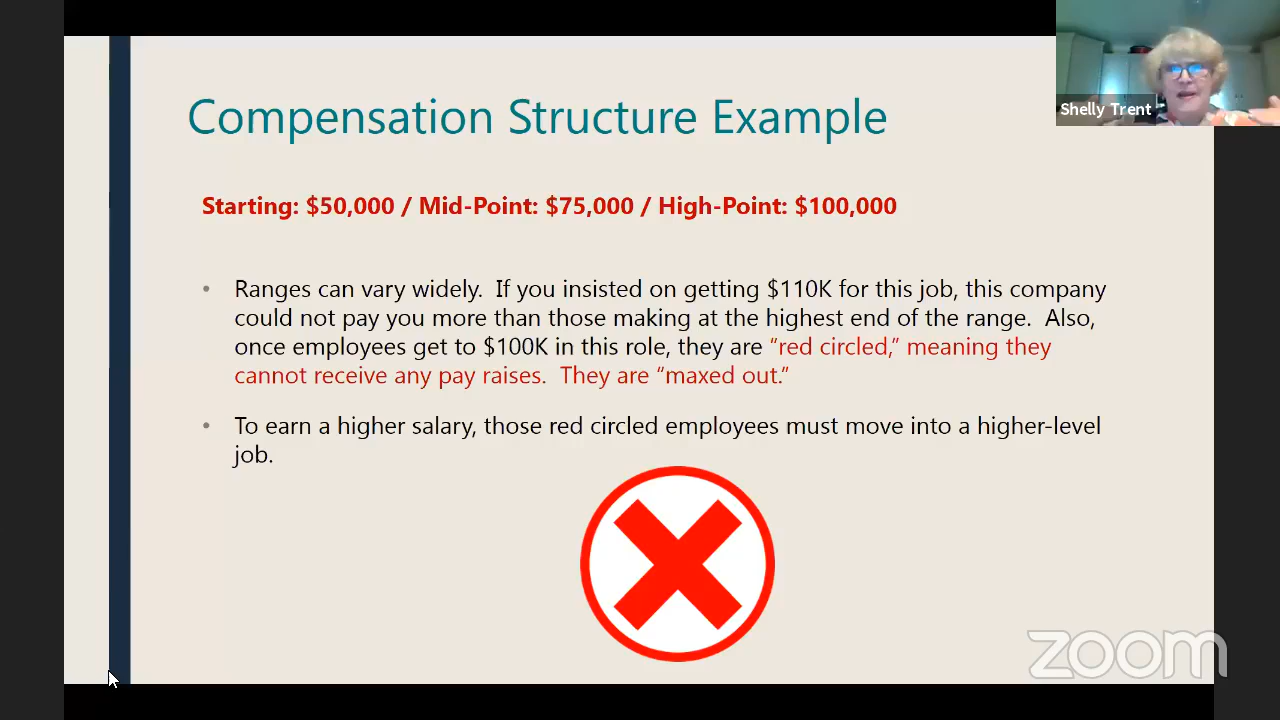 Compensation Structure Example
Shelly Trent
Starting: $50,000 / Mid-Point: $75,000 / High-Point: $100,000
• Ranges can vary widely.  If you insisted on getting $110K for this job, this company
could not pay you more than those making at the highest end of the range.  Also,
once employees get to $100K in this role, they are “red circled,” meaning they
cannot receive any pay raises.  They are “maxed out.”
• To earn a higher salary, those red circled employees must move into a higher-level
job.
zoom